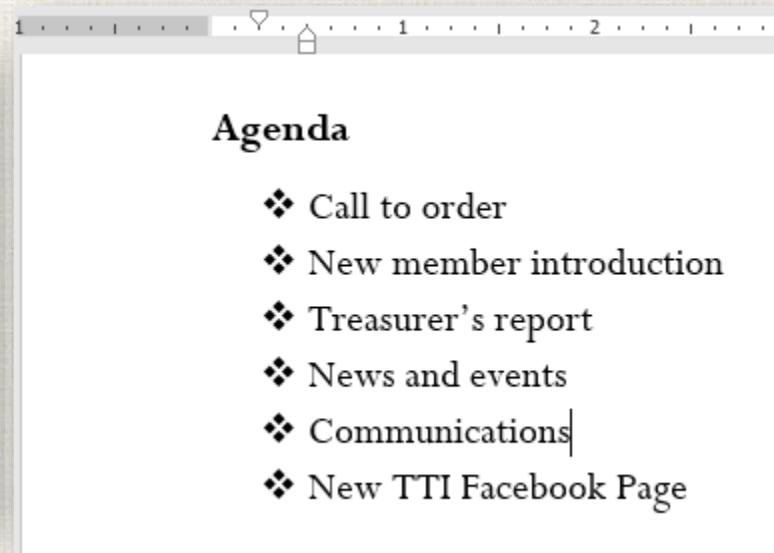 1 1 2
Agenda
❖ Call to order
❖ New member introduction
❖ Treasurer’s report
❖ News and events
❖ Communications
❖ New TTI Facebook Page